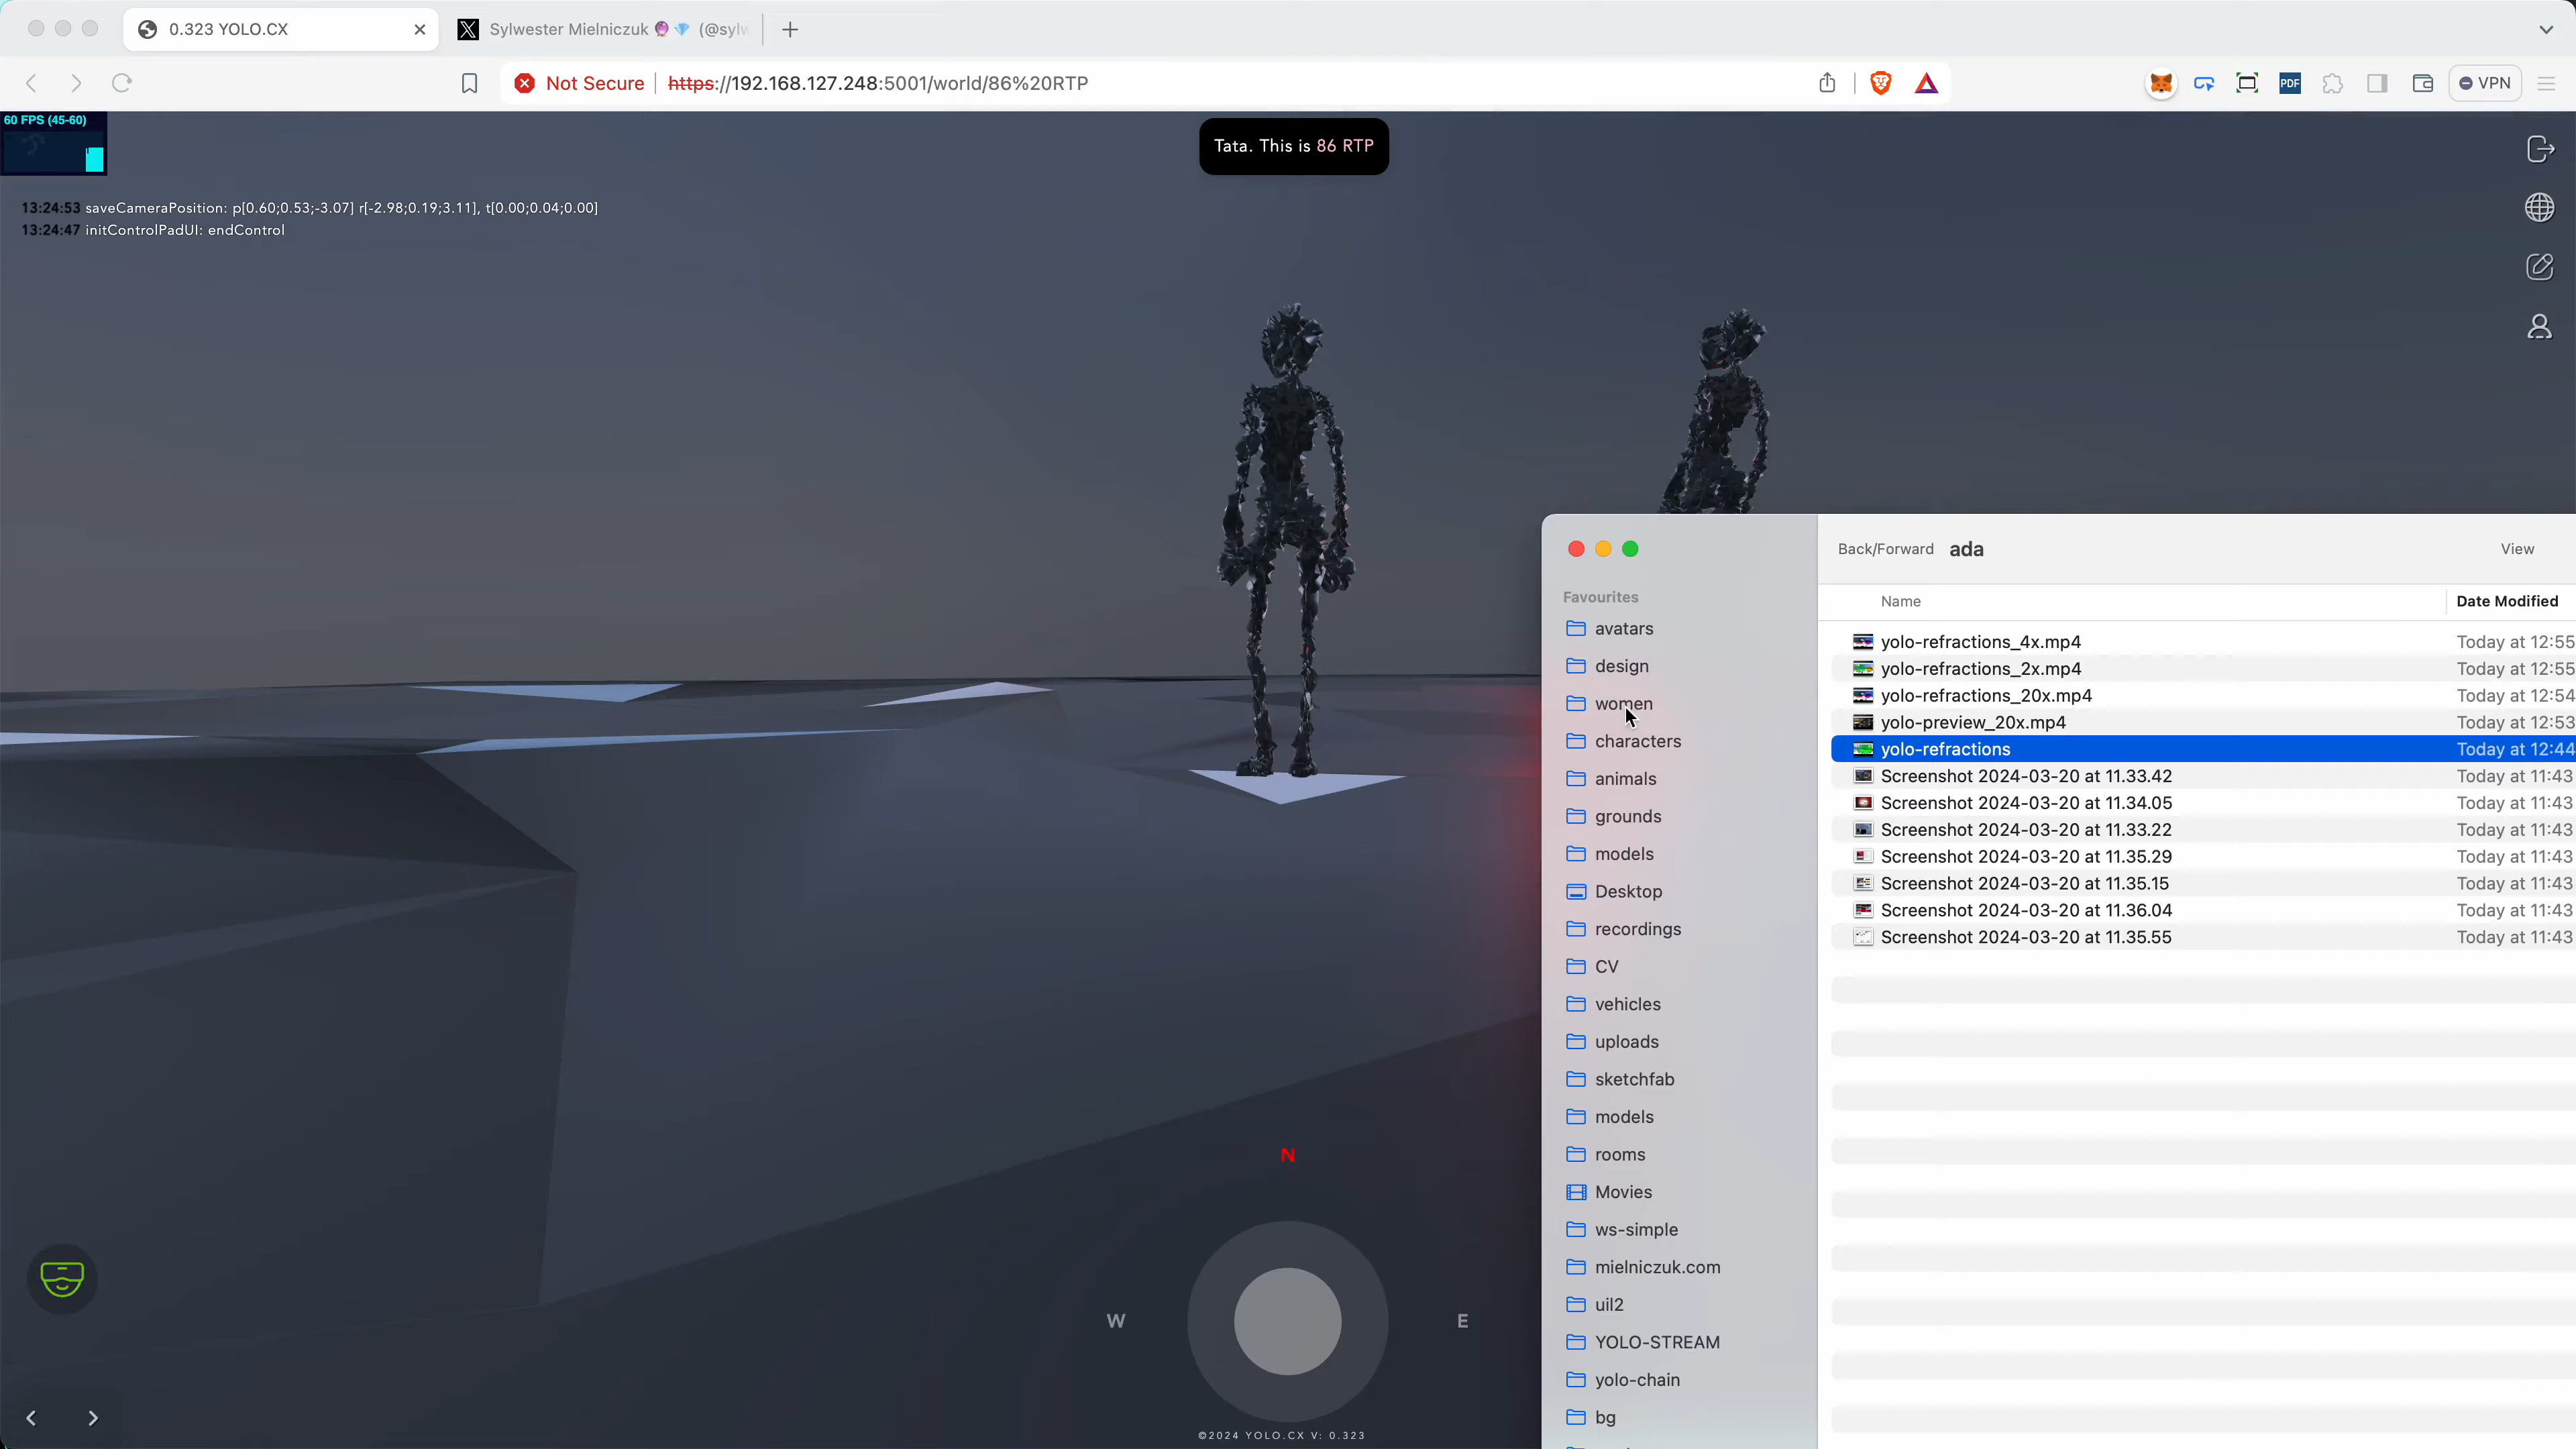 0.323 YOLO.CX
Sylwester Mielniczuk 🔮 💎 (@sylw
Not Secure https://192.168.127.248:5001/world/86%20RTP
PDF
VPN
60 FPS (45-60)
Tata. This is 86 RTP
13:24:53 saveCameraPosition: p[0.60;0.53;-3.07] r[-2.98;0.19;3.11], t[0.00;0.04;0.00]
13:24:47 initControlPadUI: endControl
Back/Forward ada View
Favourites
avatars
design
women
characters
animals
grounds
models
Desktop
recordings
CV
vehicles
uploads
sketchfab
models
rooms
Movies
ws-simple
mielniczuk.com
uil2
YOLO-STREAM
yolo-chain
bg
Name Date Modified
yolo-refractions_4x.mp4 Today at 12:55
yolo-refractions_2x.mp4 Today at 12:55
yolo-refractions_20x.mp4 Today at 12:54
yolo-preview_20x.mp4 Today at 12:53
yolo-refractions Today at 12:44
Screenshot 2024-03-20 at 11.33.42 Today at 11:43
Screenshot 2024-03-20 at 11.34.05 Today at 11:43
Screenshot 2024-03-20 at 11.33.22 Today at 11:43
Screenshot 2024-03-20 at 11.35.29 Today at 11:43
Screenshot 2024-03-20 at 11.35.15 Today at 11:43
Screenshot 2024-03-20 at 11.36.04 Today at 11:43
Screenshot 2024-03-20 at 11.35.55 Today at 11:43
N
W E
©2024 YOLO.CX V: 0.323